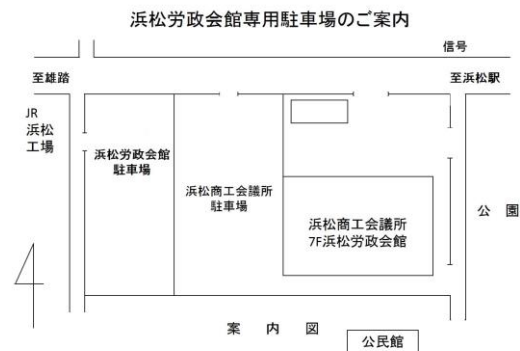 浜松労政会館専用駐車場のご案内
信号
至雄踏
至浜松駅
JR
浜松
工場
浜松労政会館
駐車場
浜松商工会議所
駐車場
浜松商工会議所
7F浜松労政会館
公　園
案　内　図
公民館